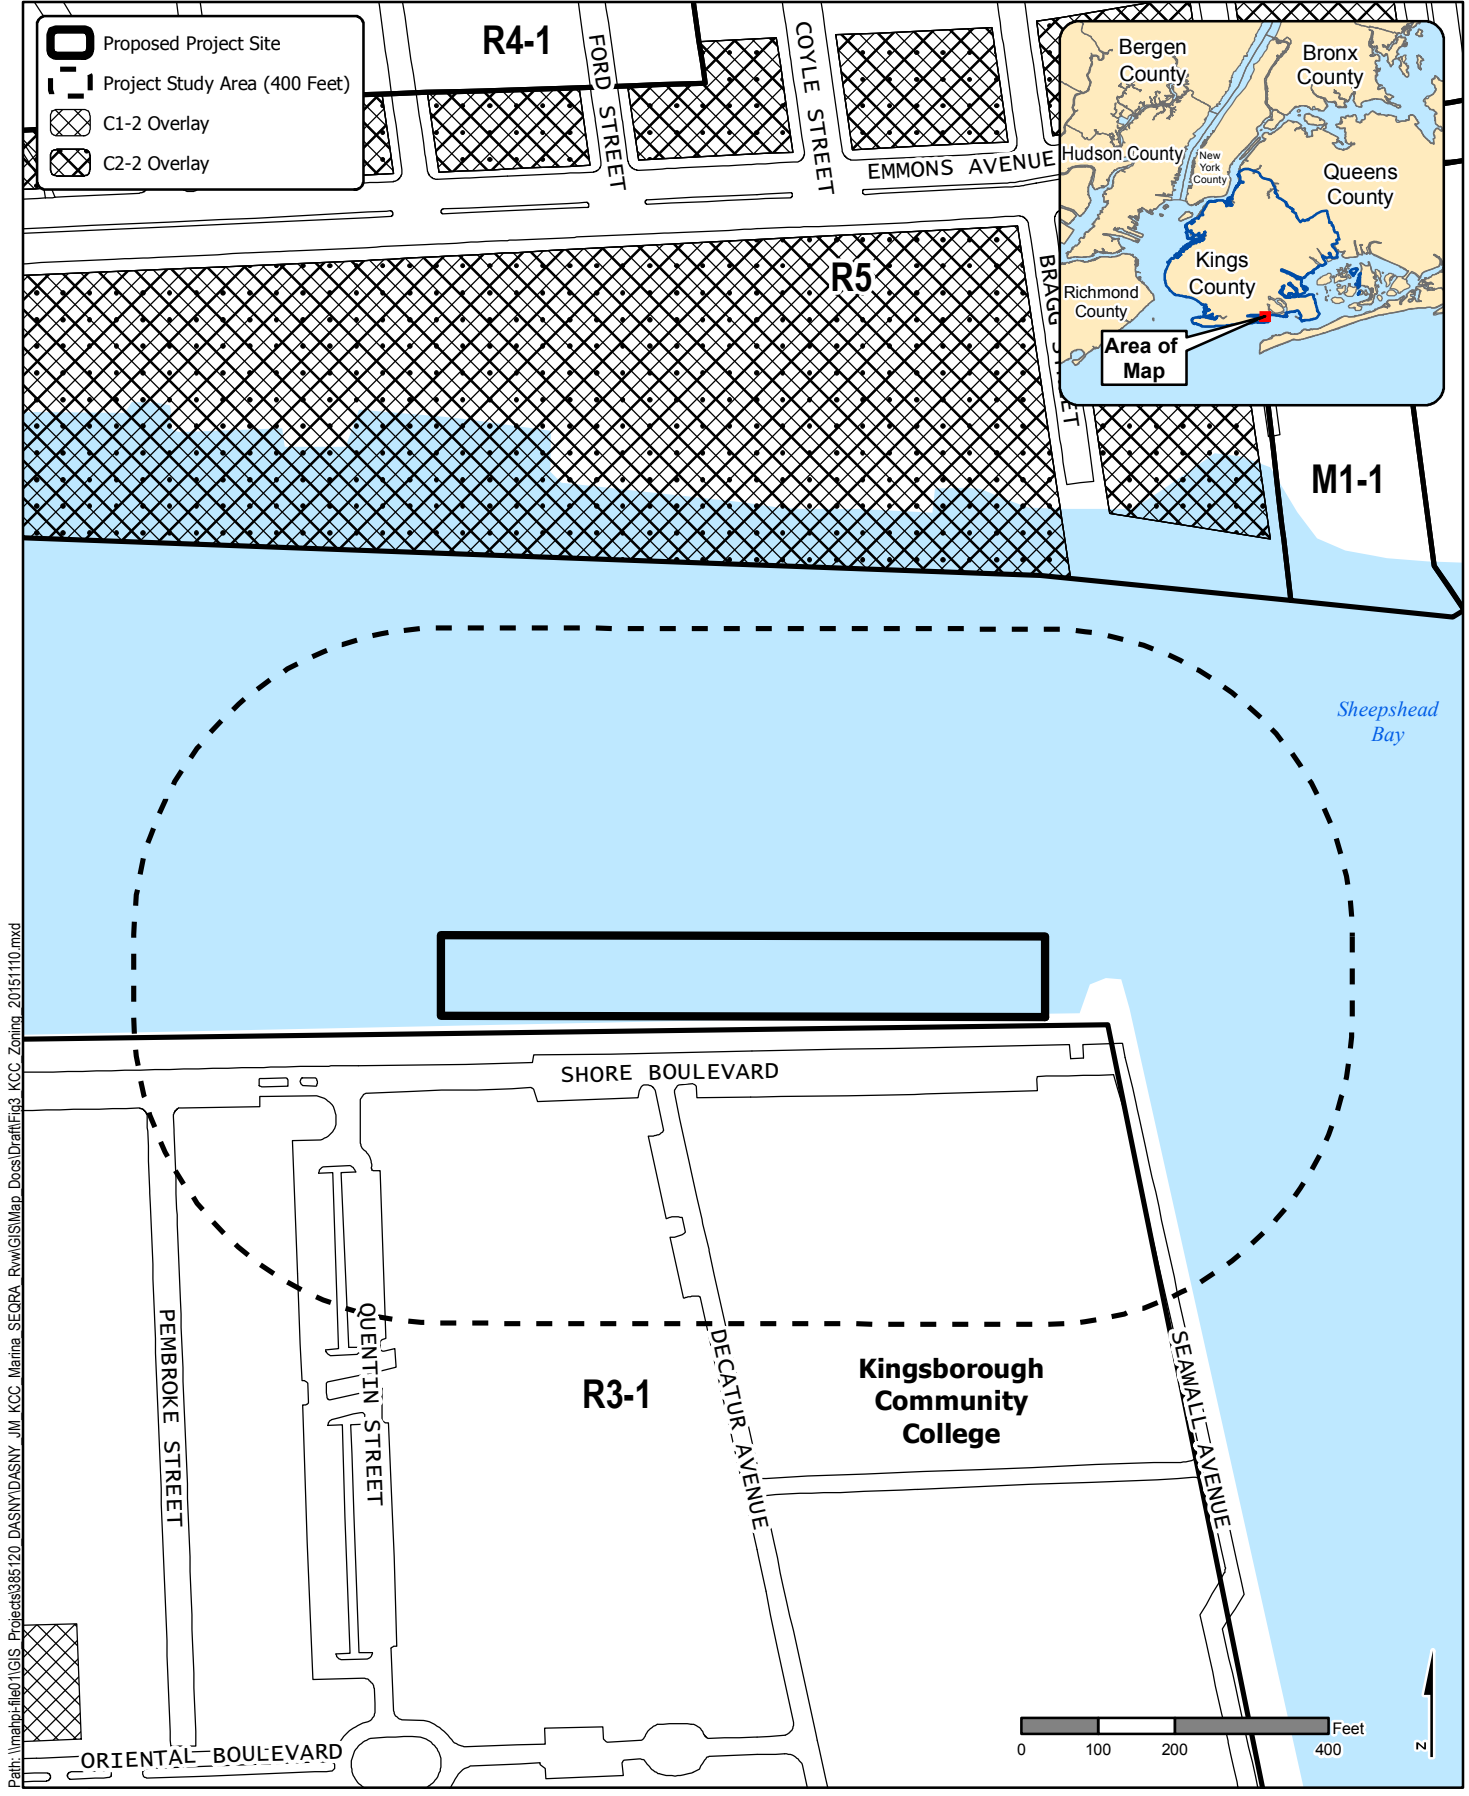 Proposed Project Site
Project Study Area (400 Feet)
C1-2 Overlay
C2-2 Overlay
R4-1
FORD STREET
COYLE STREET
EMMONS AVENUE
R5
Bergen
County
Bronx
County
Hudson County
New
York
County
Queens
County
Kings
County
Richmond
County
Area of
Map
M1-1
Sheepshead
Bay
SHORE BOULEVARD
PEMBROKE STREET
QUENTIN STREET
R3-1
DECATUR AVENUE
Kingsborough
Community
College
SEAWALL AVENUE
ORIENTAL BOULEVARD
Feet
0 100 200 400
z
Path: \\mahpi-file01\GIS_Projects\385120_DASNY\DASNY_JM_KCC_Marina_SEQRA_Rvw\GIS\Map_Docs\Draft\Fig3_KCC_Zoning_20151110.mxd